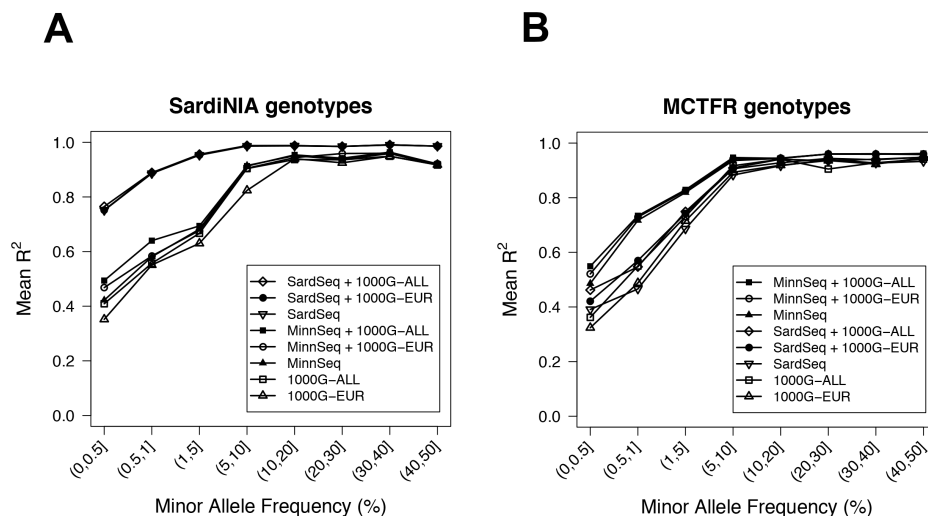 A
B
SardiNIA genotypes
MCTFR genotypes
Mean R2
1.0
0.8
0.6
0.4
0.2
0.0
SardSeq + 1000G−ALL
SardSeq + 1000G−EUR
SardSeq
MinnSeq + 1000G−ALL
MinnSeq + 1000G−EUR
MinnSeq
1000G−ALL
1000G−EUR
(0,0.5]
(0.5,1]
(1,5]
(5,10]
(10,20]
(20,30]
(30,40]
(40,50]
Minor Allele Frequency (%)
Mean R2
1.0
0.8
0.6
0.4
0.2
0.0
MinnSeq + 1000G−ALL
MinnSeq + 1000G−EUR
MinnSeq
SardSeq + 1000G−ALL
SardSeq + 1000G−EUR
SardSeq
1000G−ALL
1000G−EUR
(0,0.5]
(0.5,1]
(1,5]
(5,10]
(10,20]
(20,30]
(30,40]
(40,50]
Minor Allele Frequency (%)